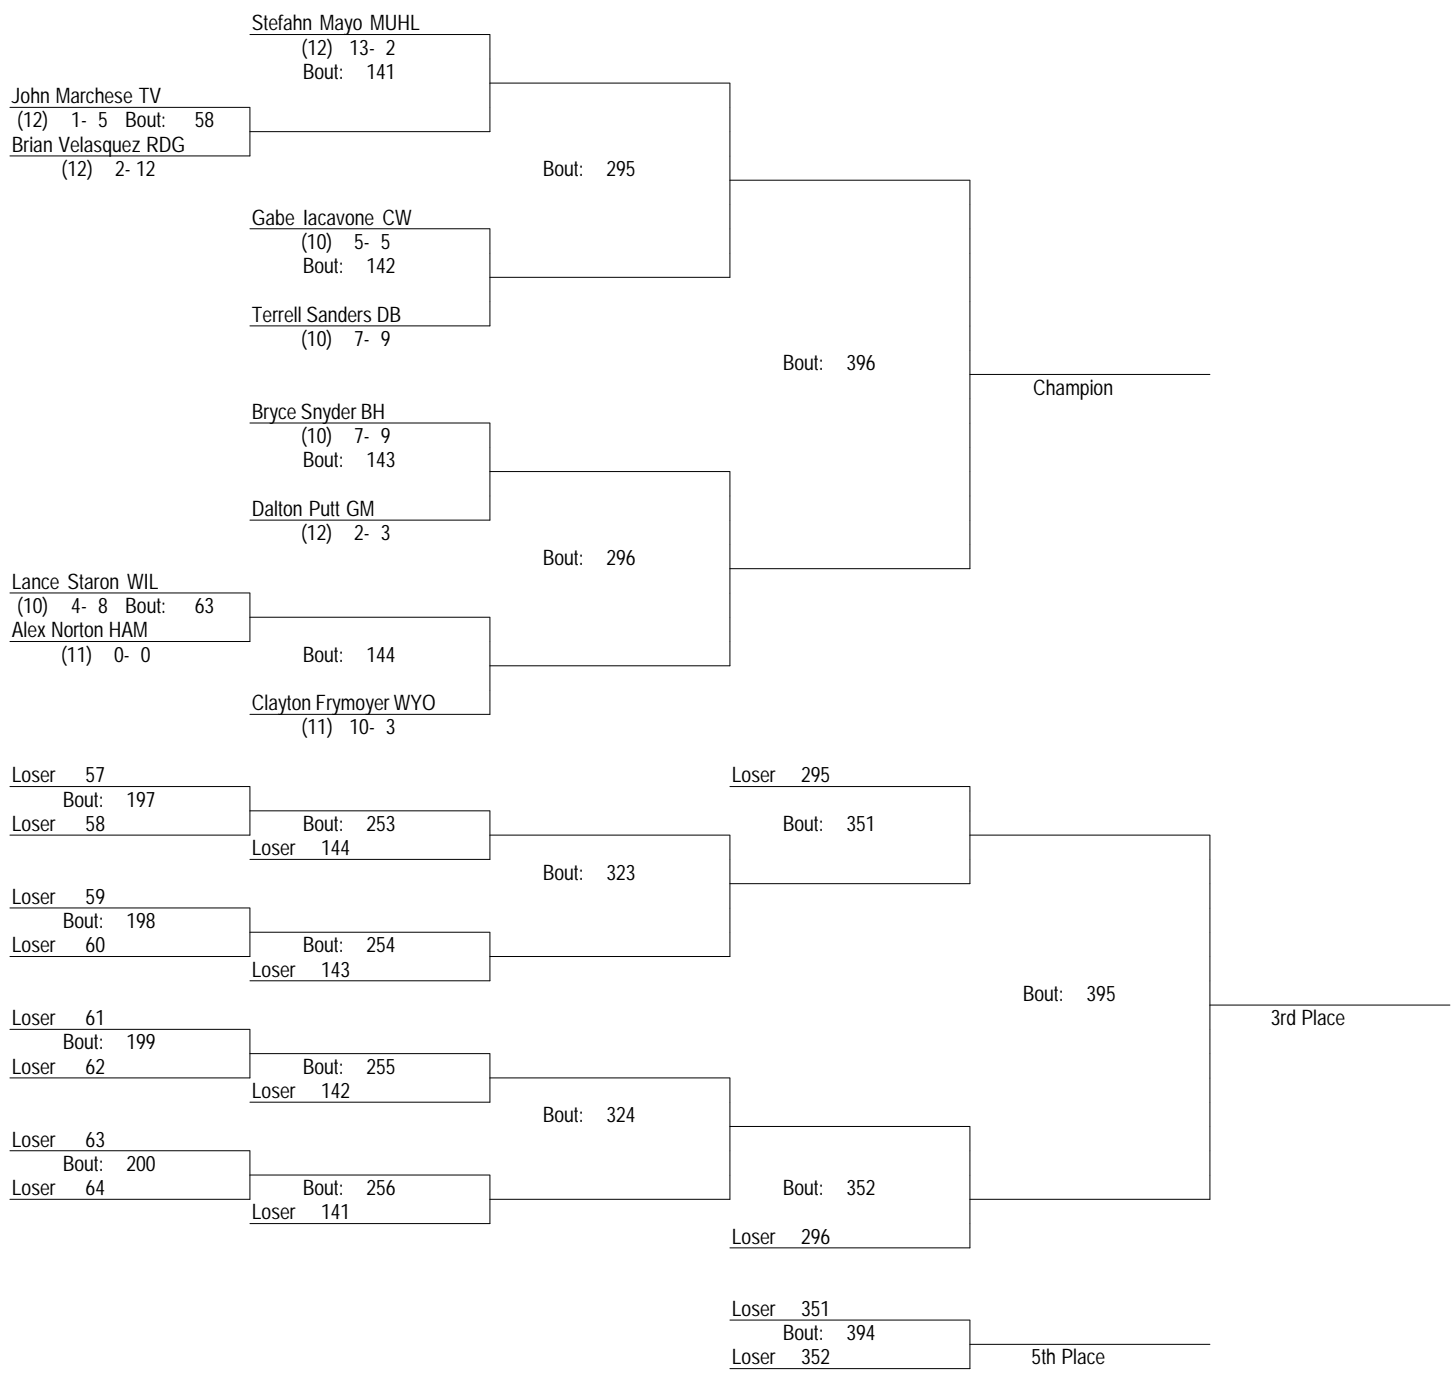 Stefahn Mayo MUHL
(12) 13- 2
Bout: 141
John Marchese TV
(12) 1- 5 Bout: 58
Brian Velasquez RDG
(12) 2- 12
Bout: 295
Gabe Iacavone CW
(10) 5- 5
Bout: 142
Terrell Sanders DB
(10) 7- 9
Bout: 396
Champion
Bryce Snyder BH
(10) 7- 9
Bout: 143
Dalton Putt GM
(12) 2- 3
Bout: 296
Lance Staron WIL
(10) 4- 8 Bout: 63
Alex Norton HAM
(11) 0- 0
Bout: 144
Clayton Frymoyer WYO
(11) 10- 3
Loser 57
Bout: 197
Loser 58
Bout: 253
Loser 144
Loser 295
Bout: 351
Bout: 323
Loser 59
Bout: 198
Loser 60
Bout: 254
Loser 143
Bout: 395
3rd Place
Loser 61
Bout: 199
Loser 62
Bout: 255
Loser 142
Bout: 324
Loser 63
Bout: 200
Loser 64
Bout: 256
Loser 141
Bout: 352
Loser 296
Loser 351
Bout: 394
Loser 352
5th Place